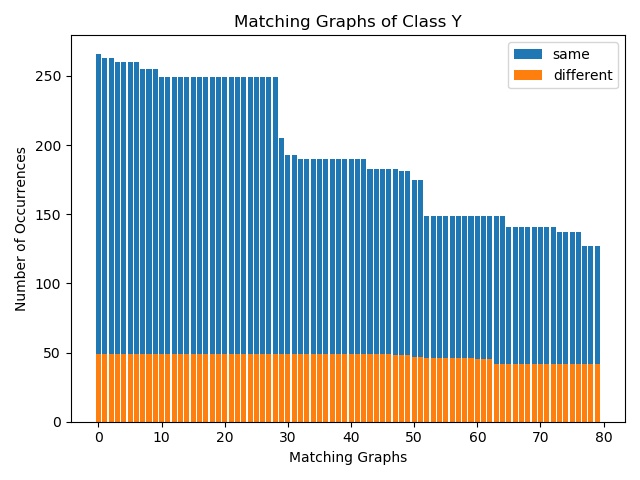 Matching Graphs of Class Y
same
different
Number of Occurrences
250
200
150
100
50
0
0 10 20 30 40 50 60 70 80
Matching Graphs